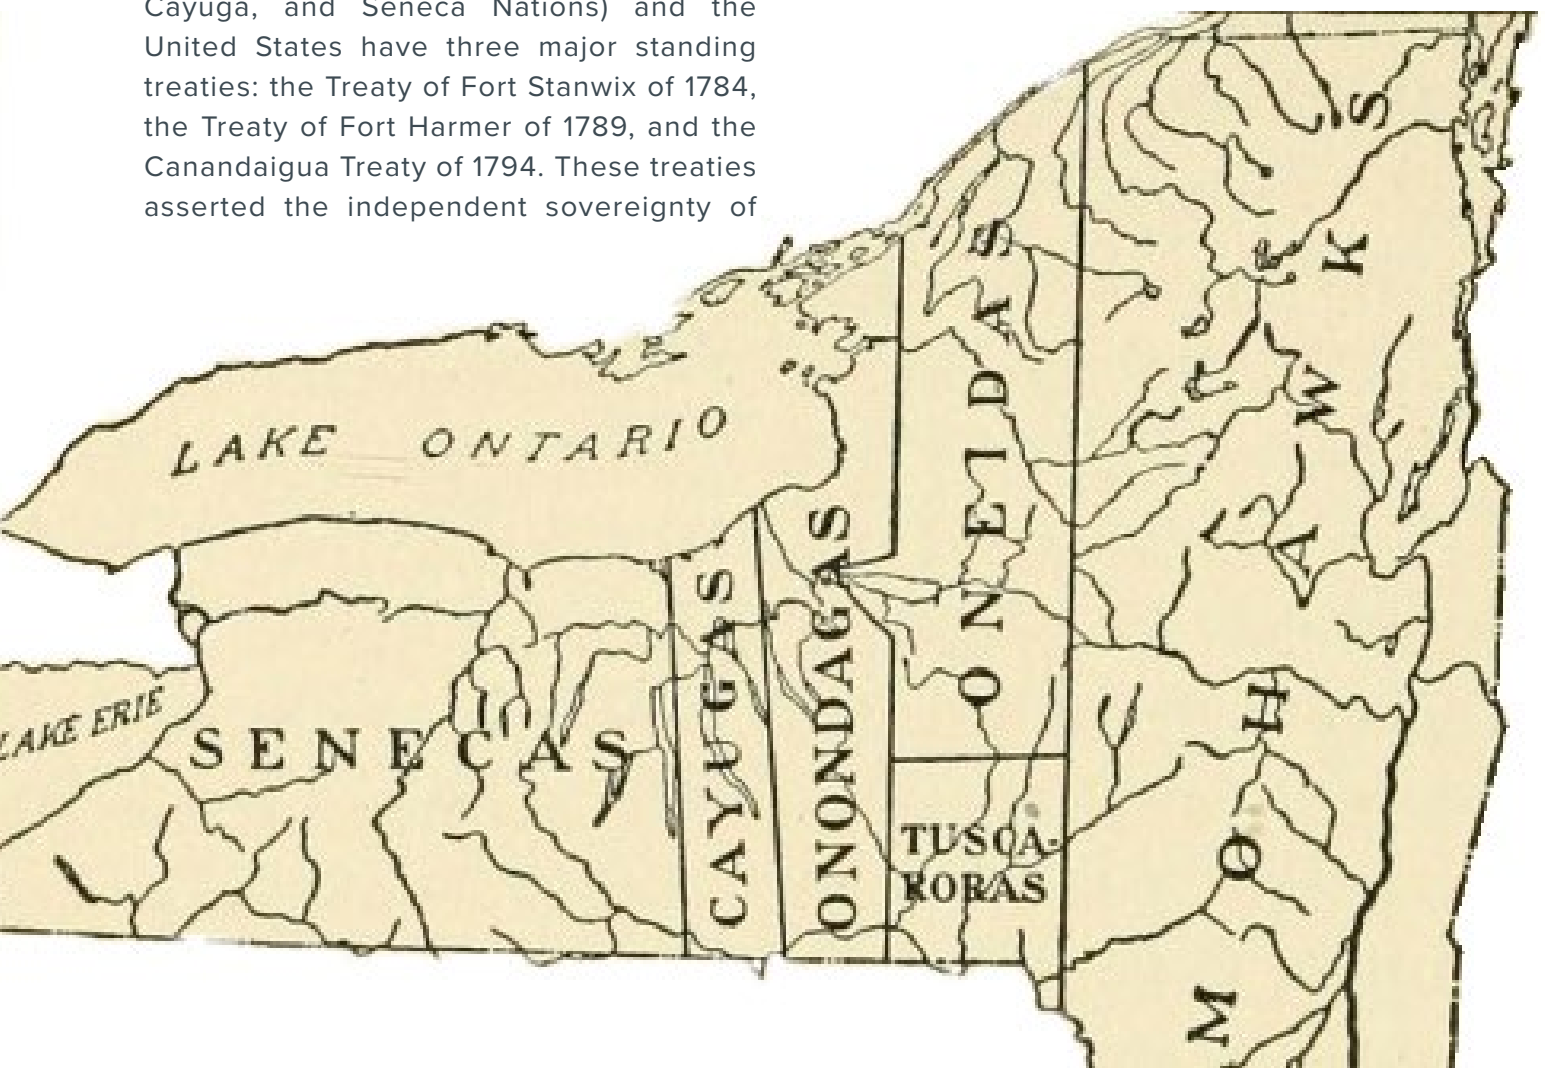 Cayuga, and Seneca Nations) and the
United States have three major standing
treaties: the Treaty of Fort Stanwix of 1784,
the Treaty of Fort Harmer of 1789, and the
Canandaigua Treaty of 1794. These treaties
asserted the independent sovereignty of
LAKE ONTARIO
LAKE ERIE
SENECAS
CAYUGAS
ONONDAGAS
ONEIDAS
TUSCA-
RORAS
MOHAWKS